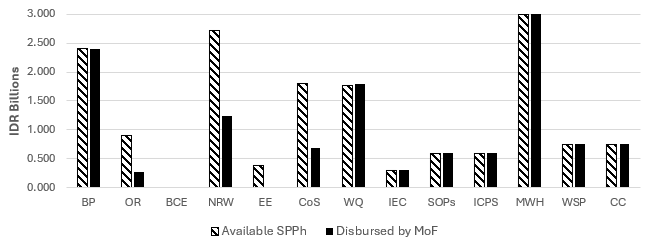 IDR Billions
3.000
2.500
2.000
1.500
1.000
0.500
0.000
BP OR BCE NRW EE CoS WQ IEC SOPs ICPS MWH WSP CC
Available SPPh Disbursed by MoF